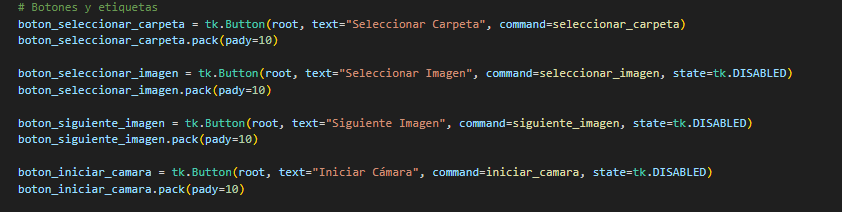 # Botones y etiquetas
boton_seleccionar_carpeta = tk.Button(root, text="Seleccionar Carpeta", command=seleccionar_carpeta)
boton_seleccionar_carpeta.pack(pady=10)
boton_seleccionar_imagen = tk.Button(root, text="Seleccionar Imagen", command=seleccionar_imagen, state=tk.DISABLED)
boton_seleccionar_imagen.pack(pady=10)
boton_siguiente_imagen = tk.Button(root, text="Siguiente Imagen", command=siguiente_imagen, state=tk.DISABLED)
boton_siguiente_imagen.pack(pady=10)
boton_iniciar_camara = tk.Button(root, text="Iniciar Cámara", command=iniciar_camara, state=tk.DISABLED)
boton_iniciar_camara.pack(pady=10)